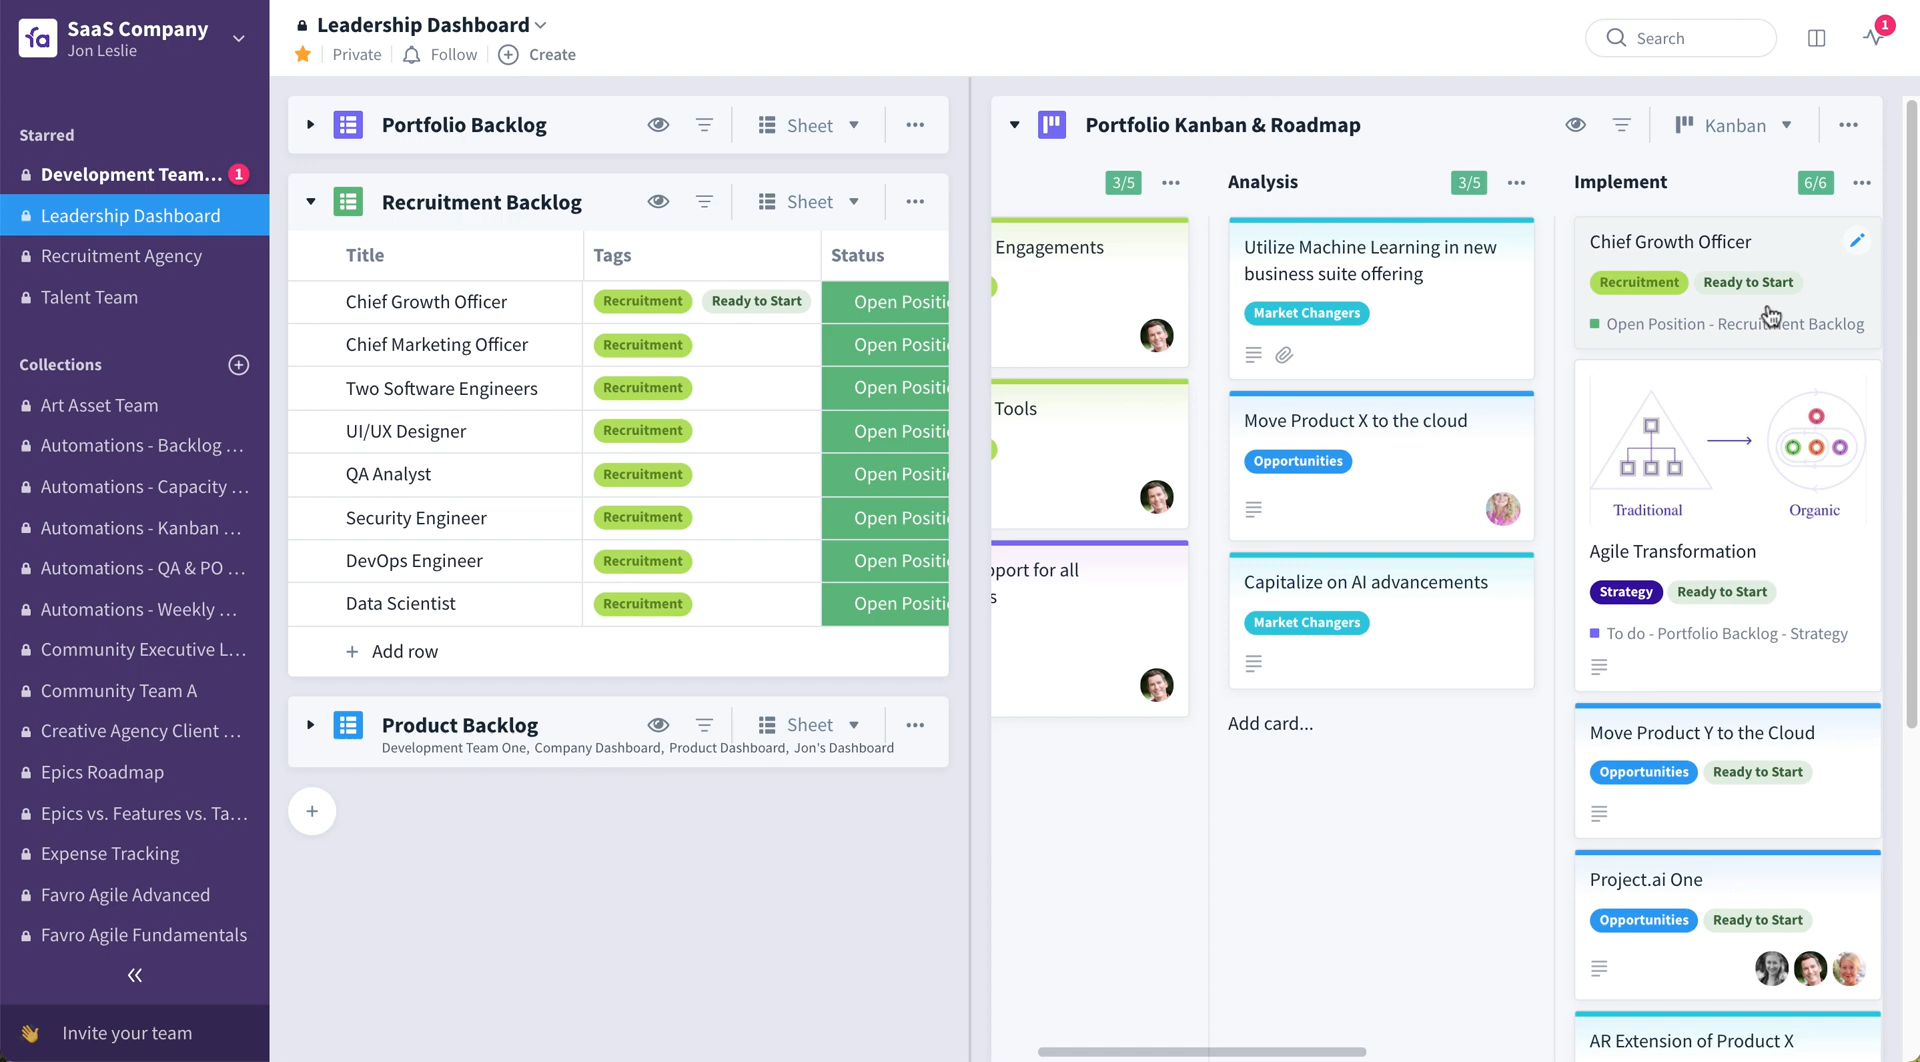 SaaS Company
Jon Leslie
Starred
Development Team... 1
Leadership Dashboard
Recruitment Agency
Talent Team
Collections
Art Asset Team
Automations - Backlog ...
Automations - Capacity ...
Automations - Kanban ...
Automations - QA & PO ...
Automations - Weekly ...
Community Executive L...
Community Team A
Creative Agency Client ...
Epics Roadmap
Epics vs. Features vs. Ta...
Expense Tracking
Favro Agile Advanced
Favro Agile Fundamentals
Invite your team
Leadership Dashboard
Private Follow Create
Search
1
Portfolio Backlog Sheet
Recruitment Backlog Sheet
Title Tags Status
Chief Growth Officer Recruitment Ready to Start Open Positi
Chief Marketing Officer Recruitment Open Positi
Two Software Engineers Recruitment Open Positi
UI/UX Designer Recruitment Open Positi
QA Analyst Recruitment Open Positi
Security Engineer Recruitment Open Positi
DevOps Engineer Recruitment Open Positi
Data Scientist Recruitment Open Positi
+ Add row
Product Backlog Sheet
Development Team One, Company Dashboard, Product Dashboard, Jon's Dashboard
Portfolio Kanban & Roadmap Kanban
3/5
Engagements
Tools
port for all
s
Analysis 3/5
Utilize Machine Learning in new
business suite offering
Market Changers
Move Product X to the cloud
Opportunities
Capitalize on AI advancements
Market Changers
Add card...
Implement 6/6
Chief Growth Officer
Recruitment Ready to Start
Open Position - Recruitment Backlog
Traditional Organic
Agile Transformation
Strategy Ready to Start
To do - Portfolio Backlog - Strategy
Move Product Y to the Cloud
Opportunities Ready to Start
Project.ai One
Opportunities Ready to Start
AR Extension of Product X